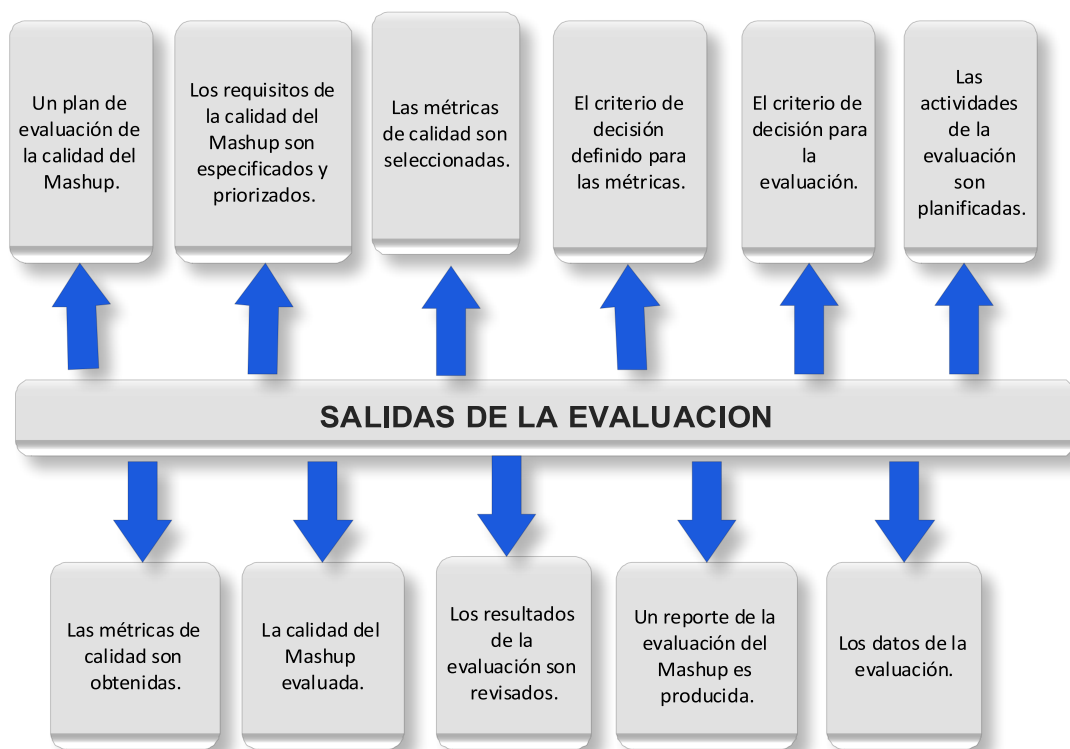 Un plan de
evaluación de
la calidad del
Mashup.
Los requisitos de
la calidad del
Mashup son
especificados y
priorizados.
Las métricas
de calidad son
seleccionadas.
El criterio de
decisión
definido para
las métricas.
El criterio de
decisión para
la
evaluación.
Las
actividades
de la
evaluación
son
planificadas.
SALIDAS DE LA EVALUACION
Las métricas de
calidad son
obtenidas.
La calidad del
Mashup
evaluada.
Los resultados
de la
evaluación son
revisados.
Un reporte de la
evaluación del
Mashup es
producida.
Los datos de la
evaluación.